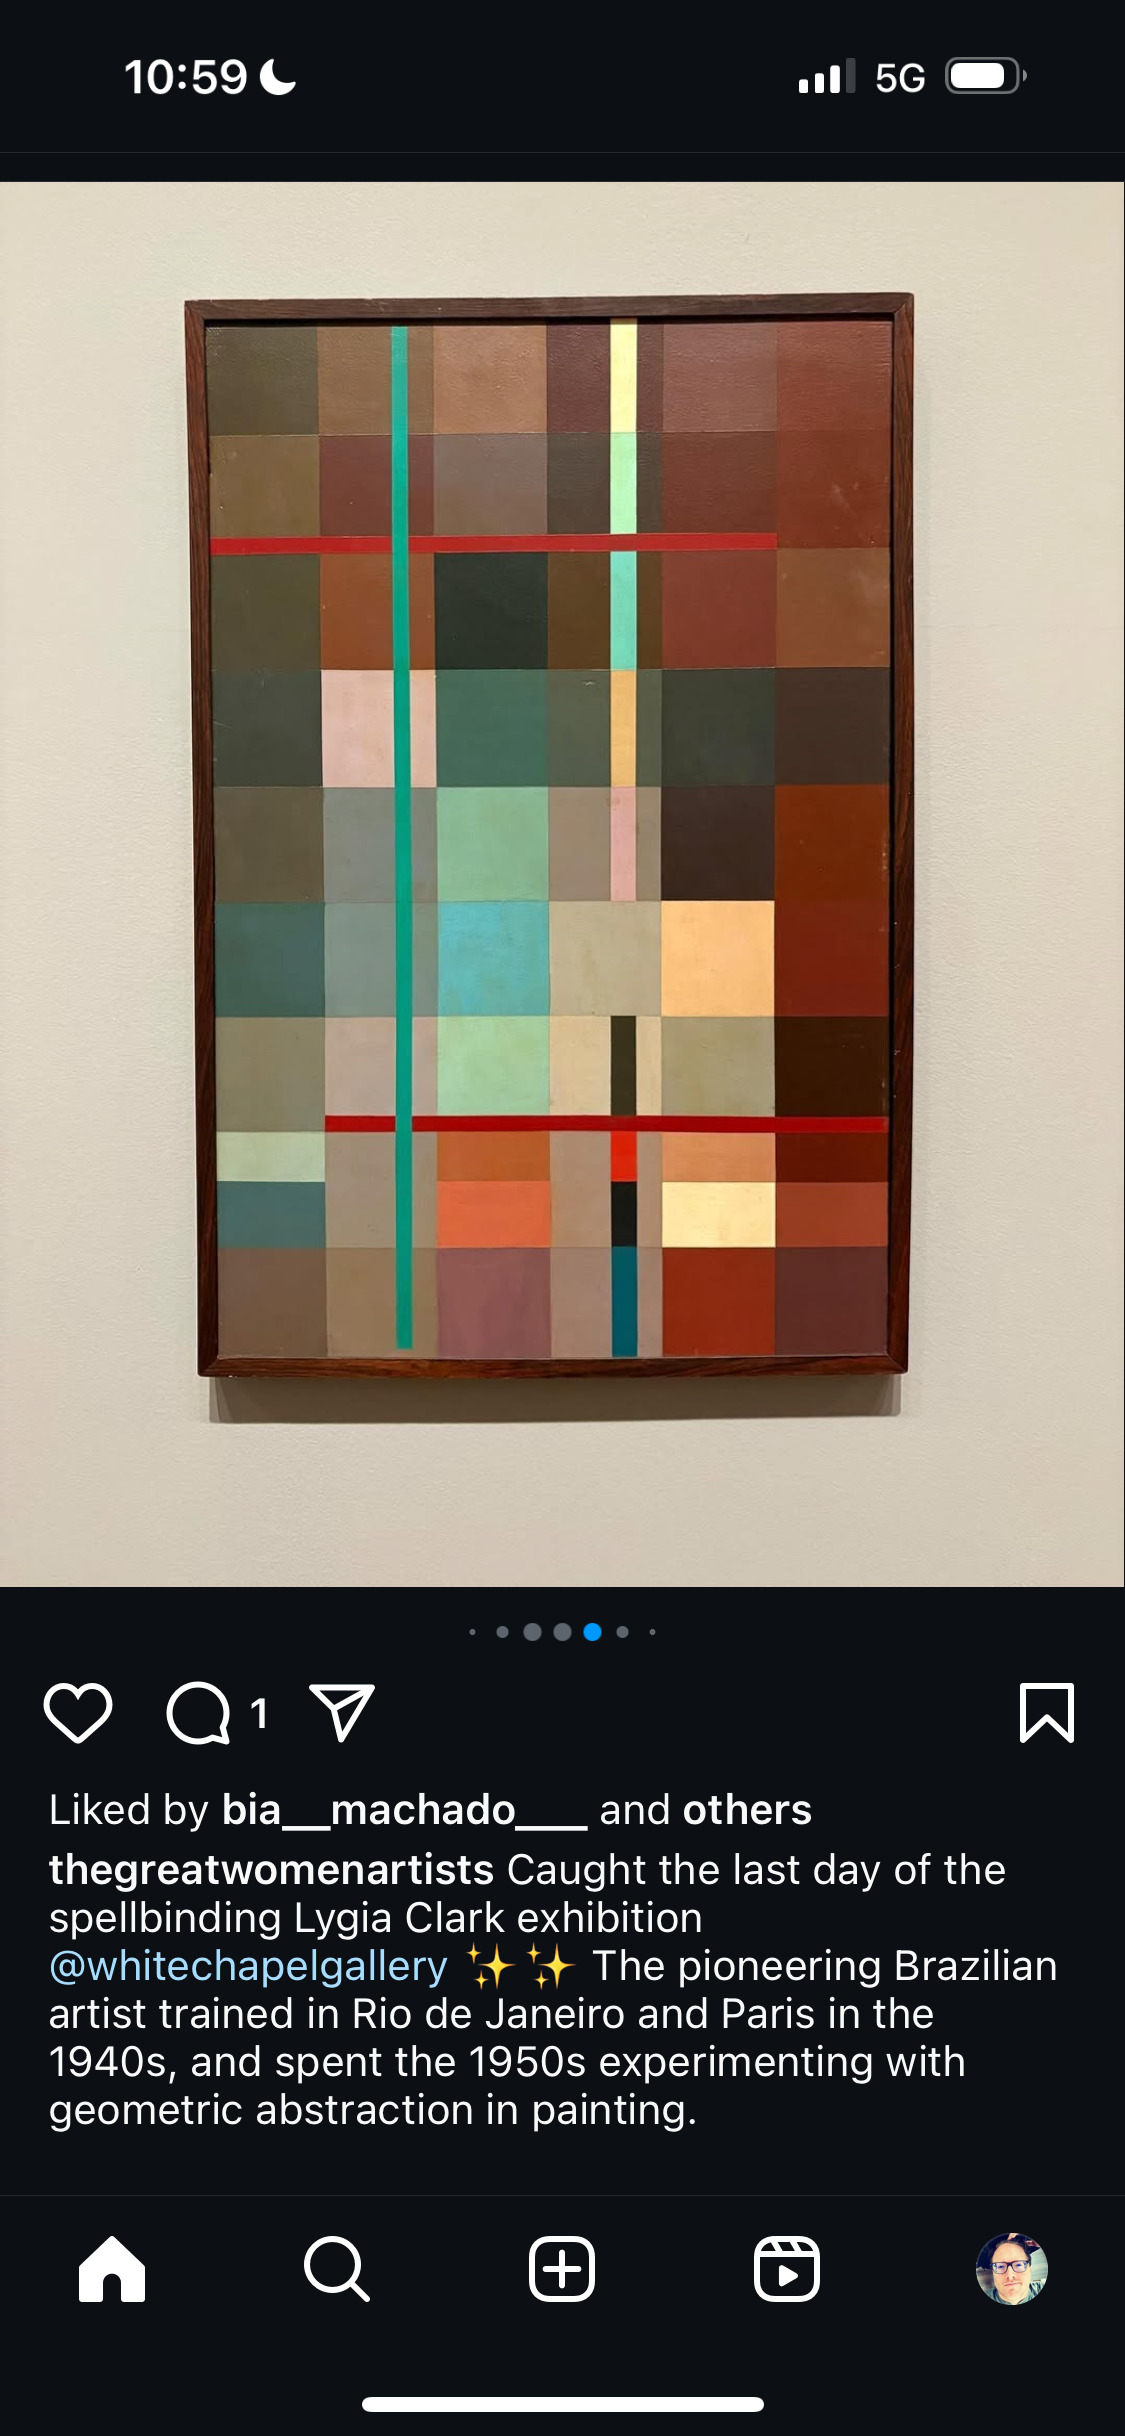 10:59
5G
1
Liked by bia__machado___ and others
thegreatwomenartists Caught the last day of the
spellbinding Lygia Clark exhibition
@whitechapelgallery ✨✨ The pioneering Brazilian
artist trained in Rio de Janeiro and Paris in the
1940s, and spent the 1950s experimenting with
geometric abstraction in painting.